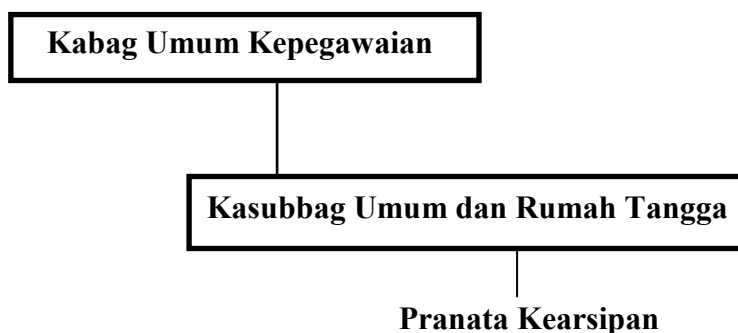 Kabag Umum Kepegawaian
Kasubbag Umum dan Rumah Tangga
Pranata Kearsipan